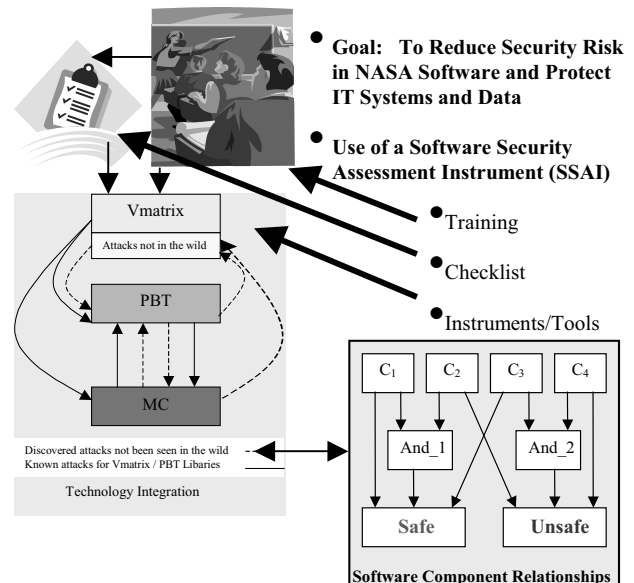 • Goal: To Reduce Security Risk
in NASA Software and Protect
IT Systems and Data
• Use of a Software Security
Assessment Instrument (SSAI)
•Training
•Checklist
•Instruments/Tools
Vmatrix
Attacks not in the wild
PBT
MC
Discovered attacks not been seen in the wild
Known attacks for Vmatrix / PBT Libaries
Technology Integration
C1 C2 C3 C4
And_1 And_2
Safe Unsafe
Software Component Relationships